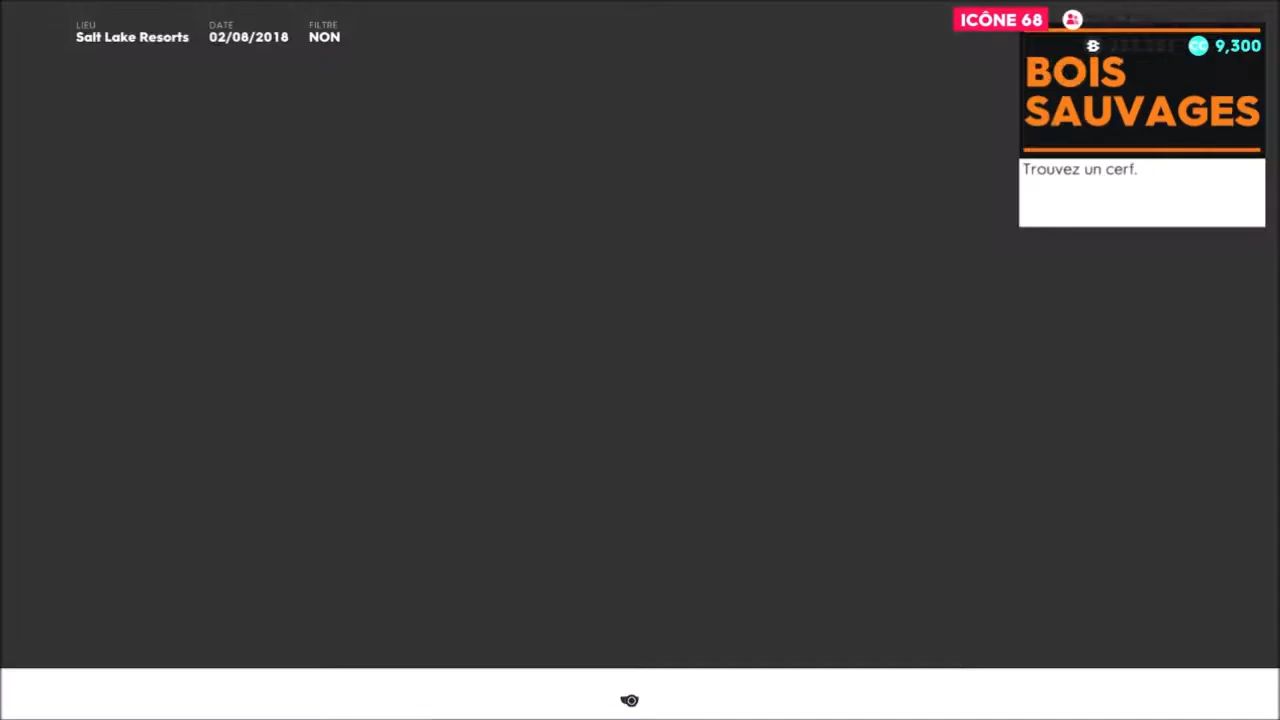 LIEU DATE FILTRE
Salt Lake Resorts 02/08/2018 NON
ICÔNE 68
CC 9,300
BOIS
SAUVAGES
Trouvez un cerf.